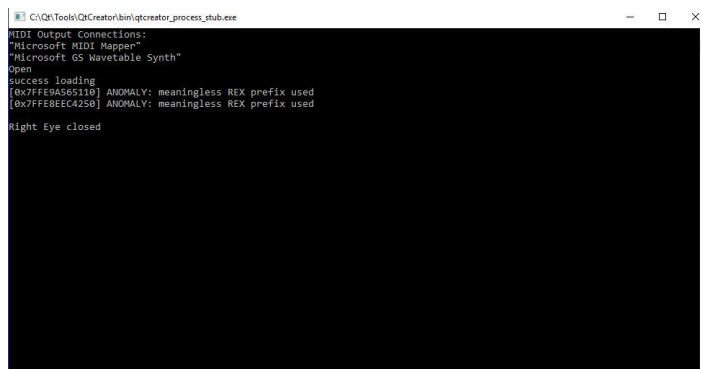 C:\Qt\Tools\QtCreator\bin\qtcreator_process_stub.exe
MIDI Output Connections:
"Microsoft MIDI Mapper"
"Microsoft GS Wavetable Synth"
Open
success loading
[0x7FFE9A565110] ANOMALY: meaningless REX prefix used
[0x7FFE8EEC4250] ANOMALY: meaningless REX prefix used
Right Eye closed